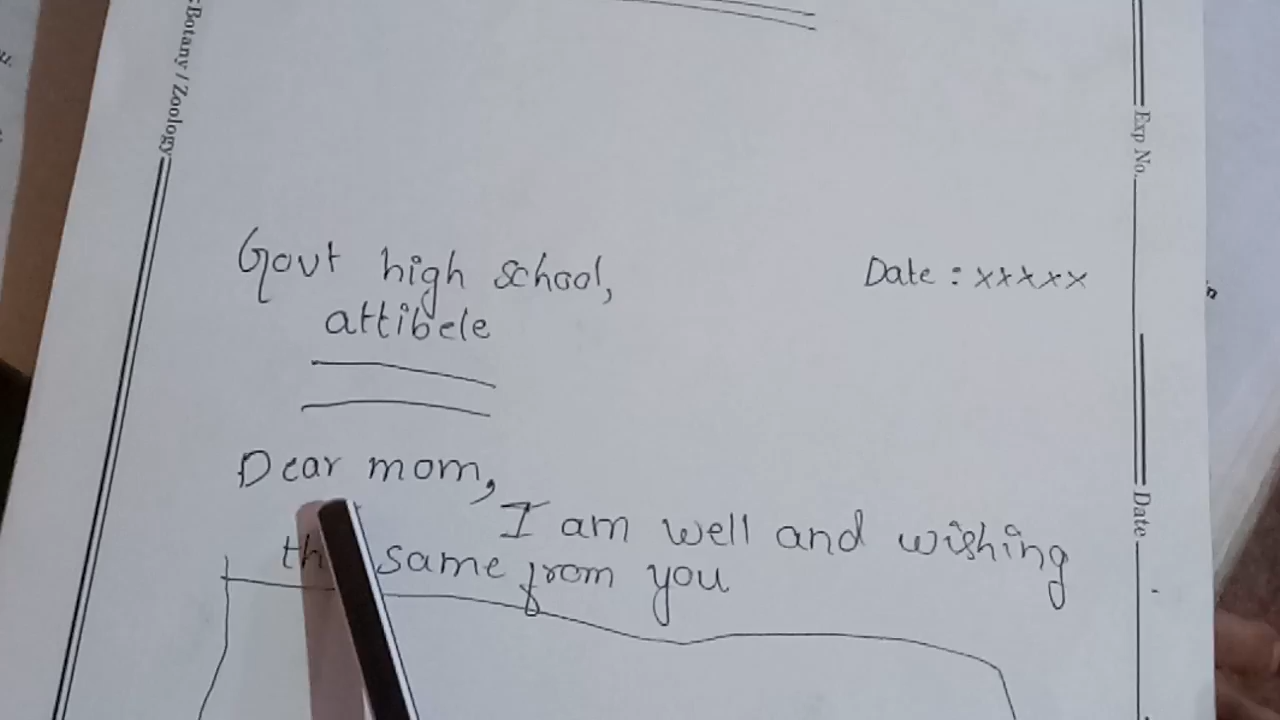 : Botany / Zoology
Exp No.
Govt high school,
attibele
Date : xxxxx
Dear mom,
I am well and wishing
same from you
Date